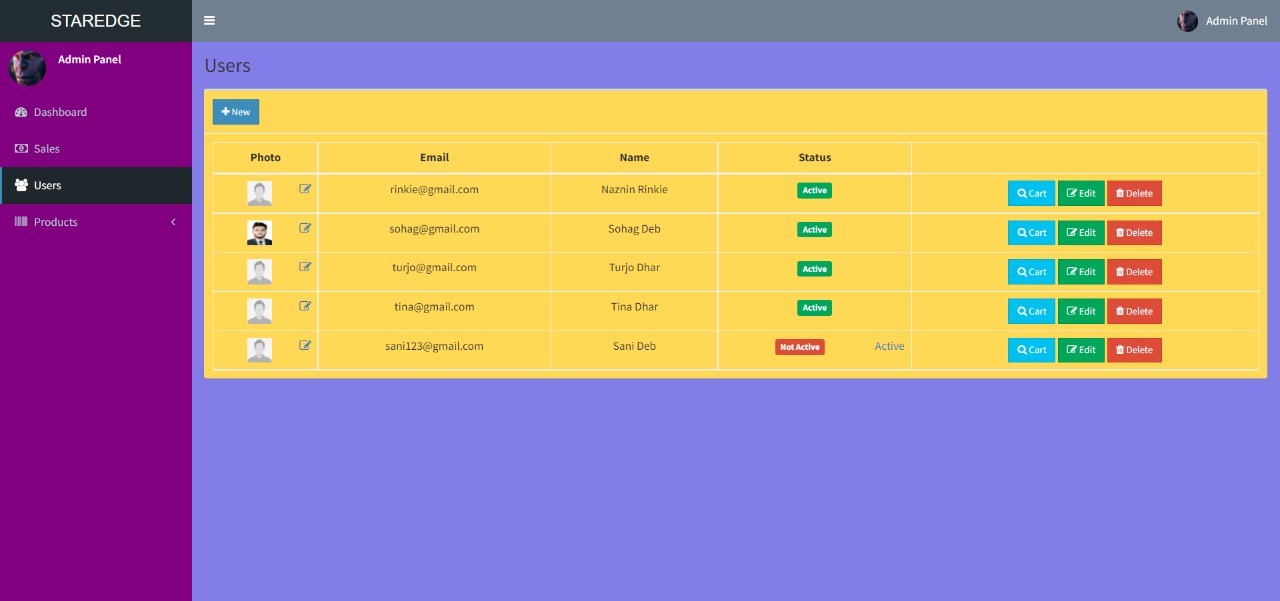 STAREDGE
Admin Panel
Admin Panel
Dashboard
Sales
Users
Products
Users
New
Photo Email Name Status
rinkie@gmail.com Naznin Rinkie Active Cart Edit Delete
sohag@gmail.com Sohag Deb Active Cart Edit Delete
turjo@gmail.com Turjo Dhar Active Cart Edit Delete
tina@gmail.com Tina Dhar Active Cart Edit Delete
sani123@gmail.com Sani Deb Not Active Active Cart Edit Delete